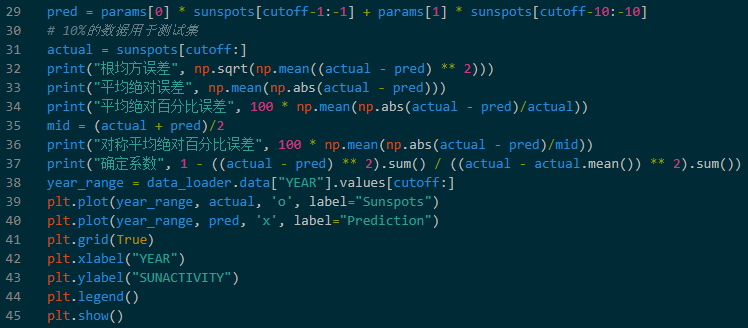 29 pred = params[0] * sunspots[cutoff-1:-1] + params[1] * sunspots[cutoff-10:-10]
30 # 10%的数据用于测试集
31 actual = sunspots[cutoff:]
32 print("根均方误差", np.sqrt(np.mean((actual - pred) ** 2)))
33 print("平均绝对误差", np.mean(np.abs(actual - pred)))
34 print("平均绝对百分比误差", 100 * np.mean(np.abs(actual - pred)/actual))
35 mid = (actual + pred)/2
36 print("对称平均绝对百分比误差", 100 * np.mean(np.abs(actual - pred)/mid))
37 print("确定系数", 1 - ((actual - pred) ** 2).sum() / ((actual - actual.mean()) ** 2).sum())
38 year_range = data_loader.data["YEAR"].values[cutoff:]
39 plt.plot(year_range, actual, 'o', label="Sunspots")
40 plt.plot(year_range, pred, 'x', label="Prediction")
41 plt.grid(True)
42 plt.xlabel("YEAR")
43 plt.ylabel("SUNACTIVITY")
44 plt.legend()
45 plt.show()